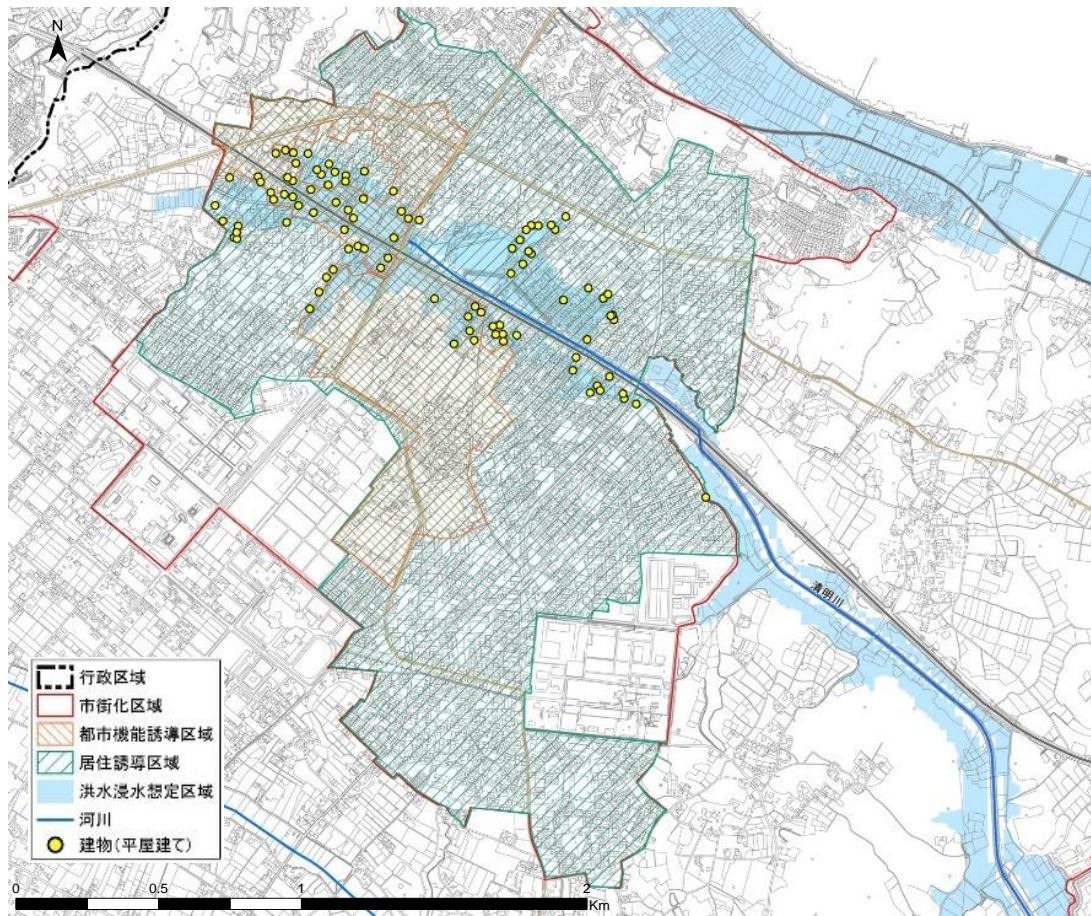 N
清明川
行政区域
市街化区域
都市機能誘導区域
居住誘導区域
洪水浸水想定区域
河川
建物(平屋建て)
0 0.5 1 2
Km